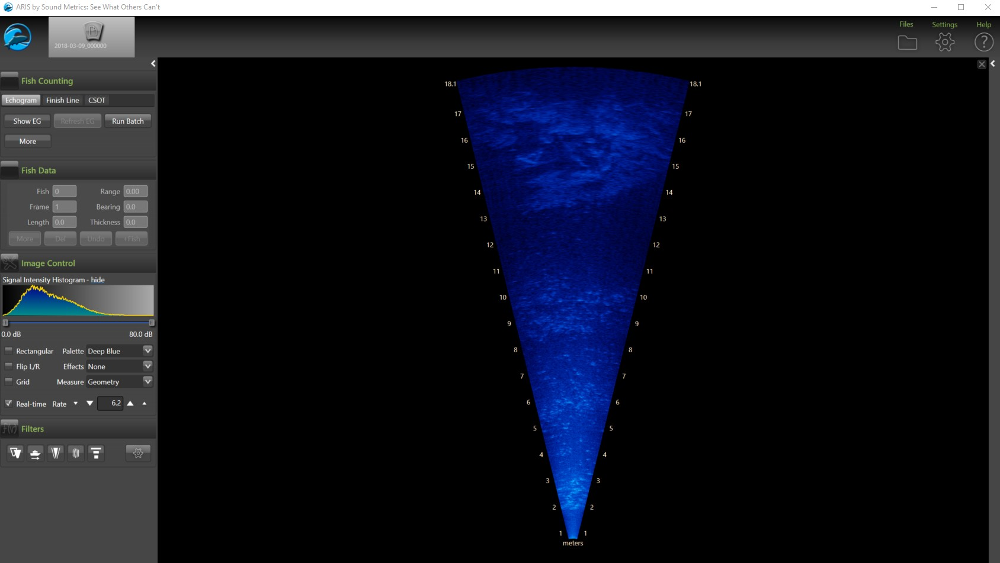 ARIS by Sound Metrics: See What Others Can't
2018-03-09_000000
Files Settings Help
Fish Counting
Echogram Finish Line CSOT
Show EG Refresh EG Run Batch
More
Fish Data
Fish 0 Range 0.00
Frame 1 Bearing 0.0
Length 0.0 Thickness 0.0
More Del Undo +Fish
Image Control
Signal Intensity Histogram - hide
0.0 dB 80.0 dB
Rectangular Palette Deep Blue
Flip L/R Effects None
Grid Measure Geometry
Real-time Rate 6.2
Filters
18.1 18.1
17 17
16 16
15 15
14 14
13 13
12 12
11 11
10 10
9 9
8 8
7 7
6 6
5 5
4 4
3 3
2 2
1 1
meters